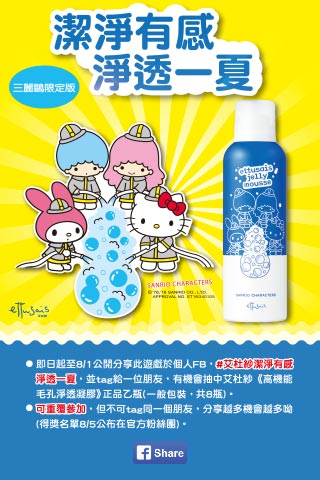 潔淨有感
淨透一夏
三麗鷗限定版
ettusais
jelly
mousse
SANRIO CHARACTERS
ettusais
ettusais
SANRIO CHARACTERS
©'76, '16 SANRIO CO., LTD.
APPROVAL NO. ET16040109
●即日起至8/1公開分享此遊戲於個人FB，#艾杜紗潔淨有感
淨透一夏，並tag給一位朋友，有機會抽中艾杜紗《高機能
毛孔淨透凝膠》正品乙瓶(一般包裝，共8瓶)。
●可重覆參加，但不可tag同一個朋友，分享越多機會越多呦
(得獎名單8/5公布在官方粉絲團)。
f Share